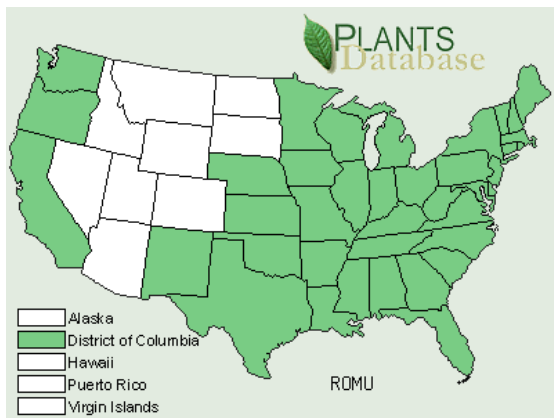 PLANTS
Database
Alaska
District of Columbia
Hawaii
Puerto Rico
Virgin Islands
ROMU